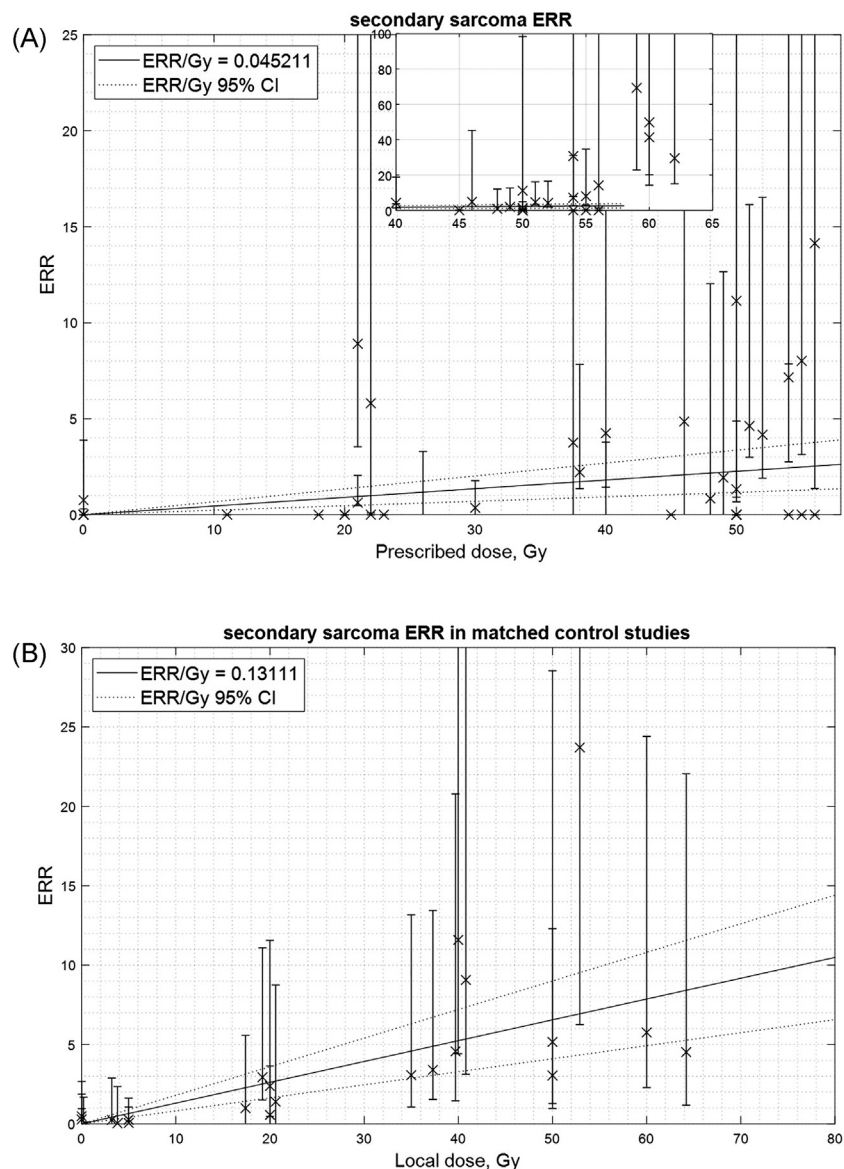 (A)
secondary sarcoma ERR
25
20
15
10
5
0
ERR
ERR/Gy = 0.045211
ERR/Gy 95% CI
100
80
60
40
20
0
40 45 50 55 60 65
0 10 20 30 40 50
Prescribed dose, Gy
(B)
secondary sarcoma ERR in matched control studies
30
25
20
15
10
5
0
ERR
ERR/Gy = 0.13111
ERR/Gy 95% CI
0 10 20 30 40 50 60 70 80
Local dose, Gy